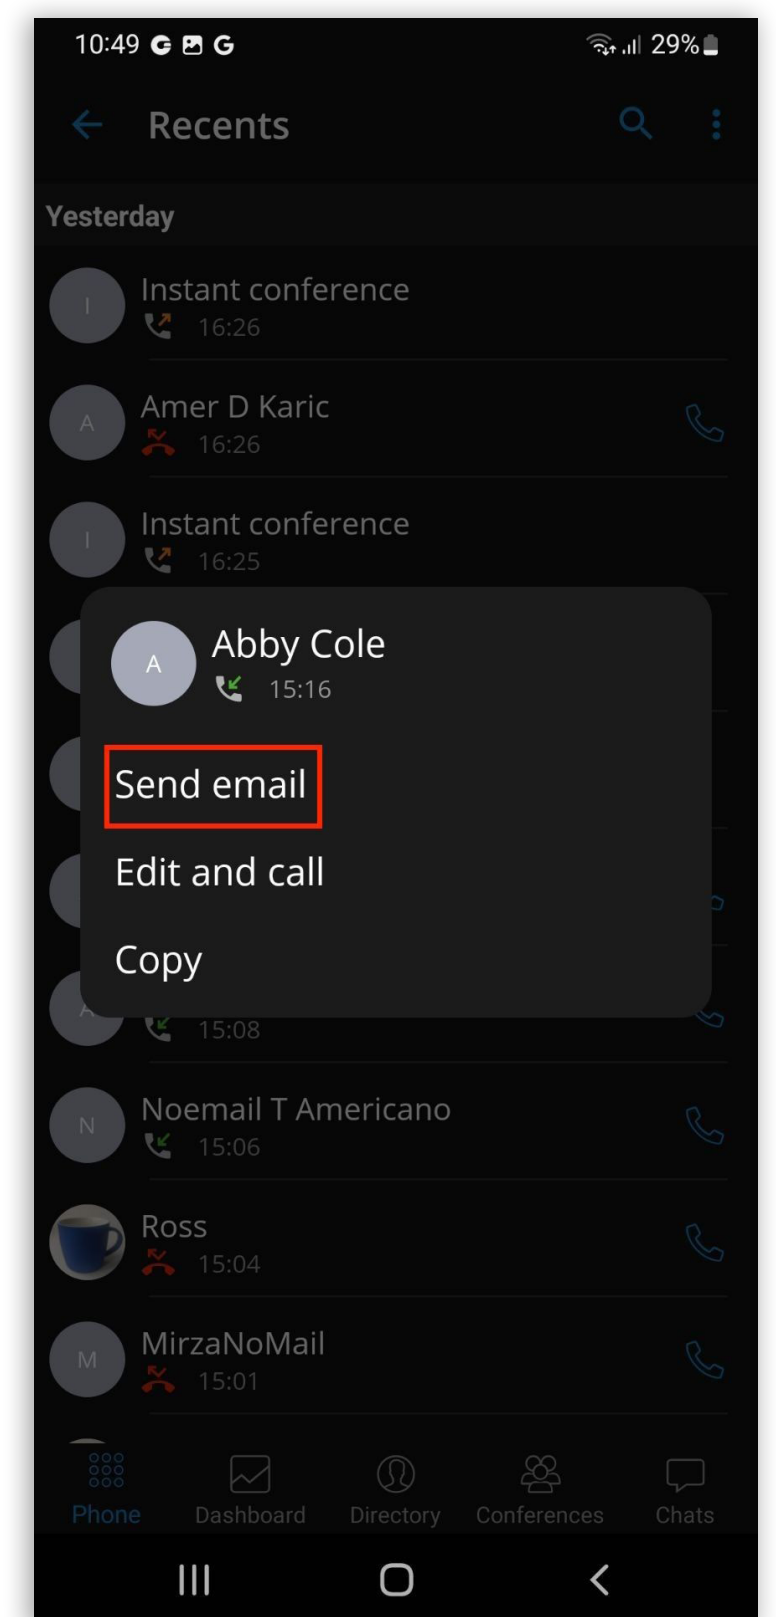 10:49 G G 29%
Recents
Yesterday
I
Instant conference
16:26
A
Amer D Karic
16:26
I
Instant conference
16:25
A
Abby Cole
15:16
Send email
Edit and call
Copy
A
15:08
N
Noemail T Americano
15:06
Ross
15:04
M
MirzaNoMail
15:01
Phone Dashboard Directory Conferences Chats